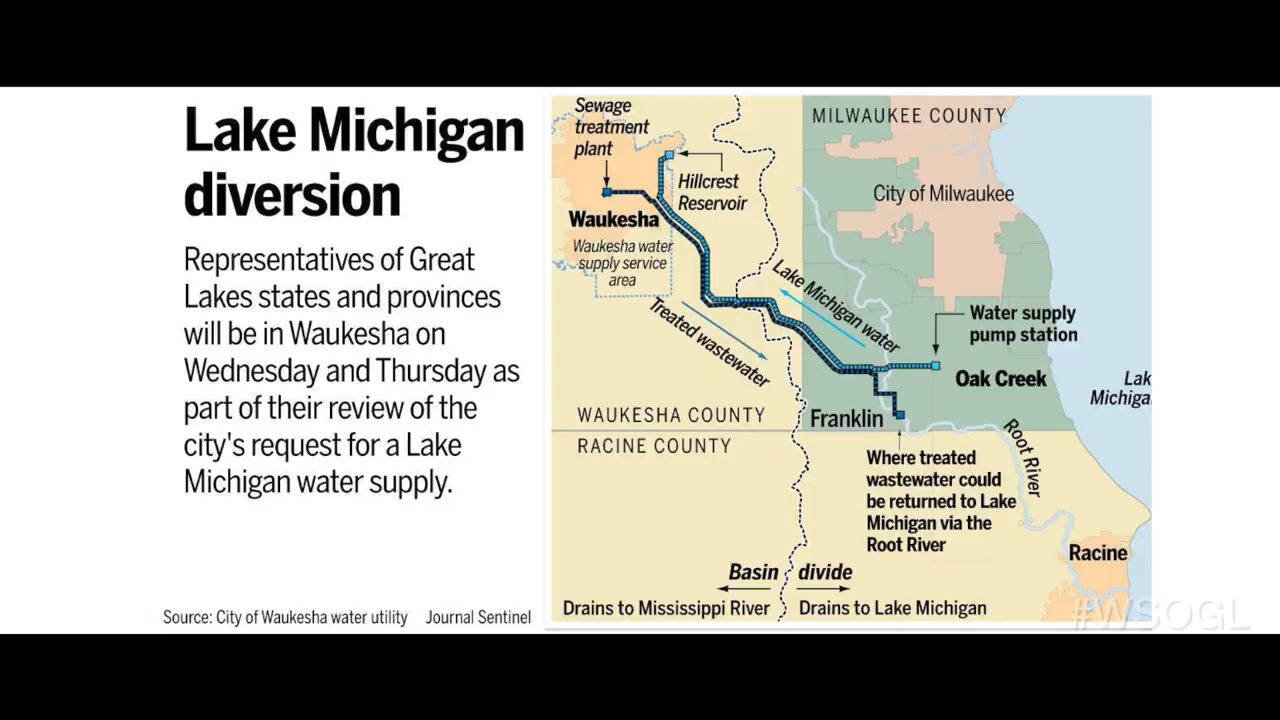 Lake Michigan
diversion
Representatives of Great
Lakes states and provinces
will be in Waukesha on
Wednesday and Thursday as
part of their review of the
city's request for a Lake
Michigan water supply.
Source: City of Waukesha water utility
Journal Sentinel
Sewage
treatment
plant
Hillcrest
Reservoir
Waukesha
Waukesha water
supply service
area
MILWAUKEE COUNTY
City of Milwaukee
Lake Michigan water
Treated wastewater
Water supply
pump station
Oak Creek
Lak
Michiga
WAUKESHA COUNTY
RACINE COUNTY
Franklin
Root River
Where treated
wastewater could
be returned to Lake
Michigan via the
Root River
Racine
Basin divide
Drains to Mississippi River
Drains to Lake Michigan
#WSOGL